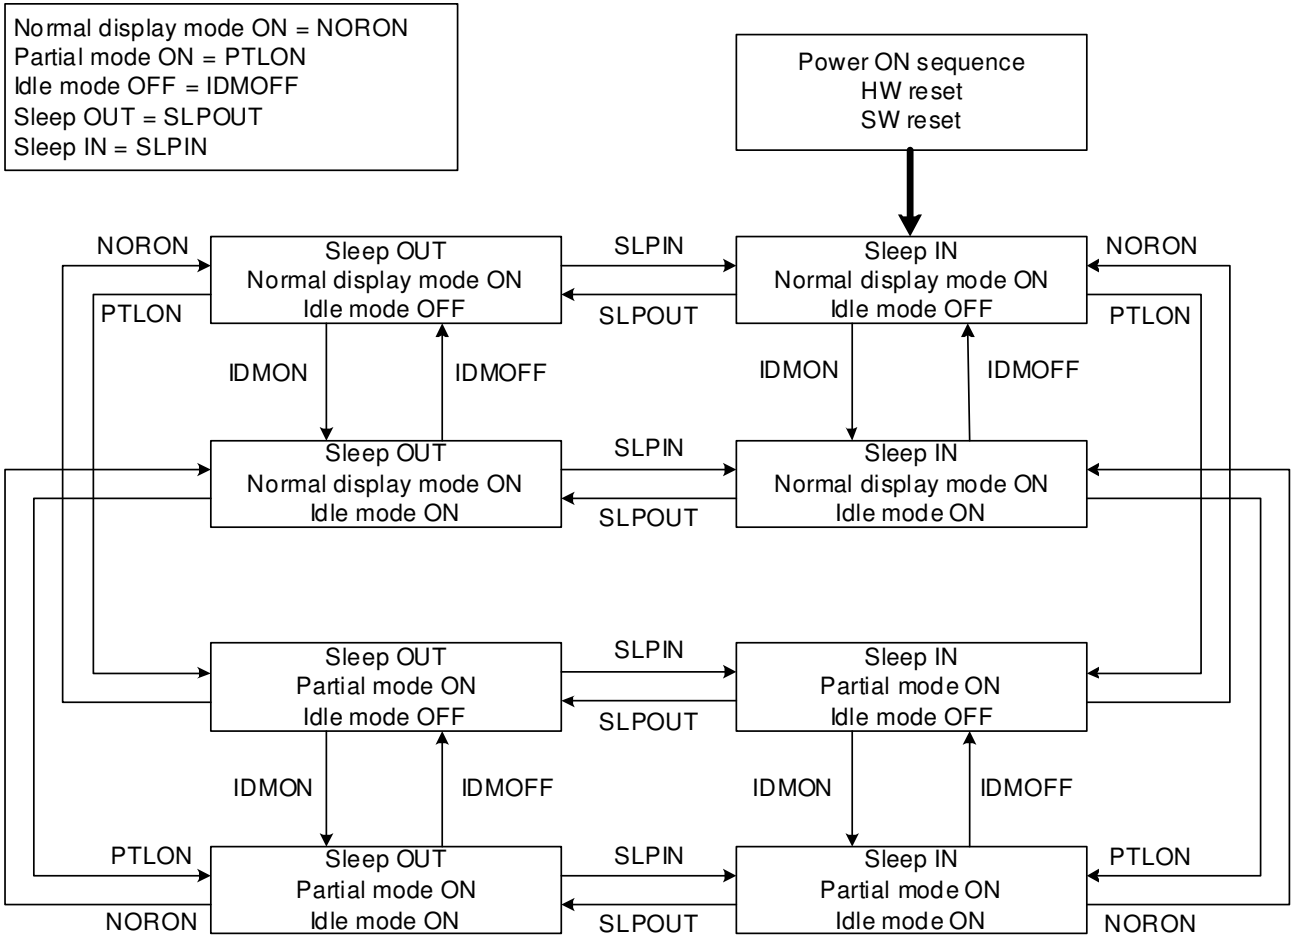 Normal display mode ON = NORON
Partial mode ON = PTLON
Idle mode OFF = IDMOFF
Sleep OUT = SLPOUT
Sleep IN = SLPIN
Power ON sequence
HW reset
SW reset
NORON
Sleep OUT
Normal display mode ON
Idle mode OFF
SLPIN
SLPOUT
Sleep IN
Normal display mode ON
Idle mode OFF
NORON
PTLON
PTLON
IDMON
IDMOFF
IDMON
IDMOFF
Sleep OUT
Normal display mode ON
Idle mode ON
SLPIN
SLPOUT
Sleep IN
Normal display mode ON
Idle mode ON
Sleep OUT
Partial mode ON
Idle mode OFF
SLPIN
SLPOUT
Sleep IN
Partial mode ON
Idle mode OFF
IDMON
IDMOFF
IDMON
IDMOFF
PTLON
NORON
Sleep OUT
Partial mode ON
Idle mode ON
SLPIN
SLPOUT
Sleep IN
Partial mode ON
Idle mode ON
PTLON
NORON